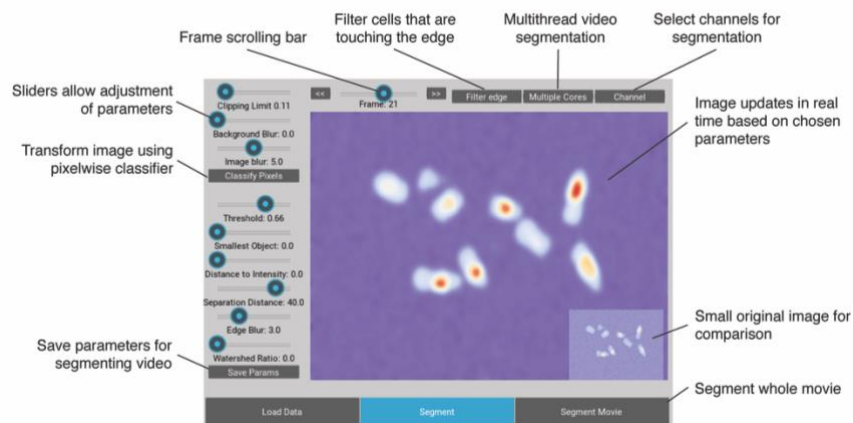 Frame scrolling bar
Filter cells that are
touching the edge
Multithread video
segmentation
Select channels for
segmentation
Sliders allow adjustment
of parameters
Transform image using
pixelwise classifier
Save parameters for
segmenting video
Clipping Limit 0.11
Background Blur: 0.0
Image blur: 5.0
Classify Pixels
Threshold: 0.66
Smallest Object: 0.0
Distance to Intensity: 0.0
Separation Distance: 40.0
Edge Blur: 3.0
Watershed Ratio: 0.0
Save Params
<<
Frame: 21
>>
Filter edge
Multiple Cores
Channel
Image updates in real
time based on chosen
parameters
Small original image for
comparison
Segment whole movie
Load Data
Segment
Segment Movie